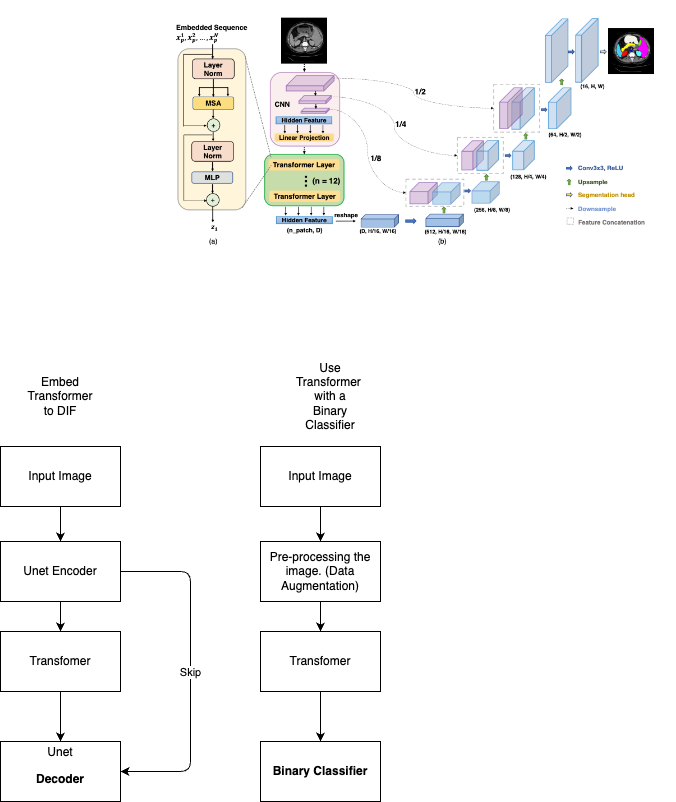 Embedded Sequence
x_p^1, x_p^2, ..., x_p^N
Layer
Norm
MSA
+
Layer
Norm
MLP
+
z_1
(a)
CNN
Hidden Feature
Linear Projection
Transformer Layer
(n = 12)
Transformer Layer
Hidden Feature
(n_patch, D)
reshape
(D, H/16, W/16)
(512, H/16, W/16)
(b)
1/2
1/4
1/8
(256, H/8, W/8)
(128, H/4, W/4)
(64, H/2, W/2)
(16, H, W)
Conv3x3, ReLU
Upsample
Segmentation head
Downsample
Feature Concatenation
Embed
Transformer
to DIF
Input Image
Unet Encoder
Transfomer
Skip
Unet
Decoder
Use
Transformer
with a
Binary
Classifier
Input Image
Pre-processing the
image. (Data
Augmentation)
Transfomer
Binary Classifier